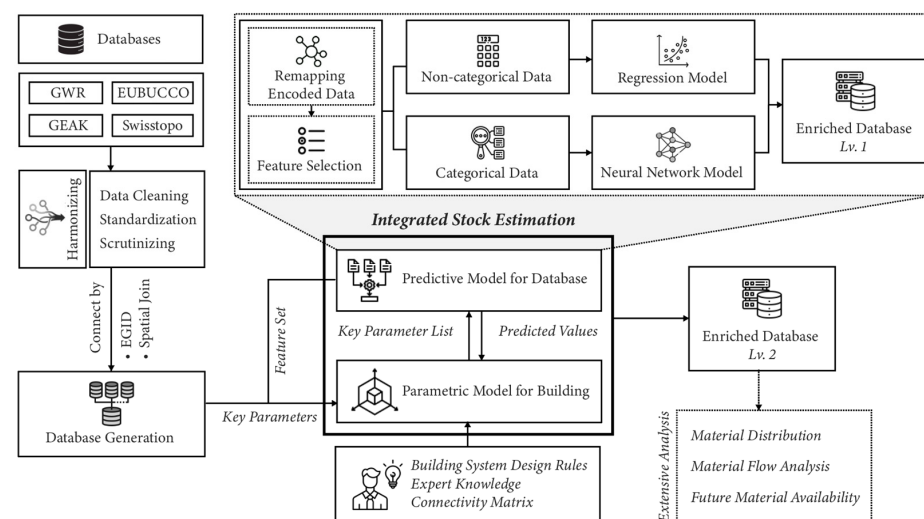 Databases
GWR
EUBUCCO
GEAK
Swisstopo
Harmonizing
Data Cleaning
Standardization
Scrutinizing
Connect by
• EGID
• Spatial Join
Database Generation
Remapping
Encoded Data
Feature Selection
123
Non-categorical Data
Categorical Data
Regression Model
Neural Network Model
Enriched Database
Lv. 1
Integrated Stock Estimation
Predictive Model for Database
Feature Set
Key Parameter List
Predicted Values
Parametric Model for Building
Key Parameters
Building System Design Rules
Expert Knowledge
Connectivity Matrix
Enriched Database
Lv. 2
Extensive Analysis
Material Distribution
Material Flow Analysis
Future Material Availability